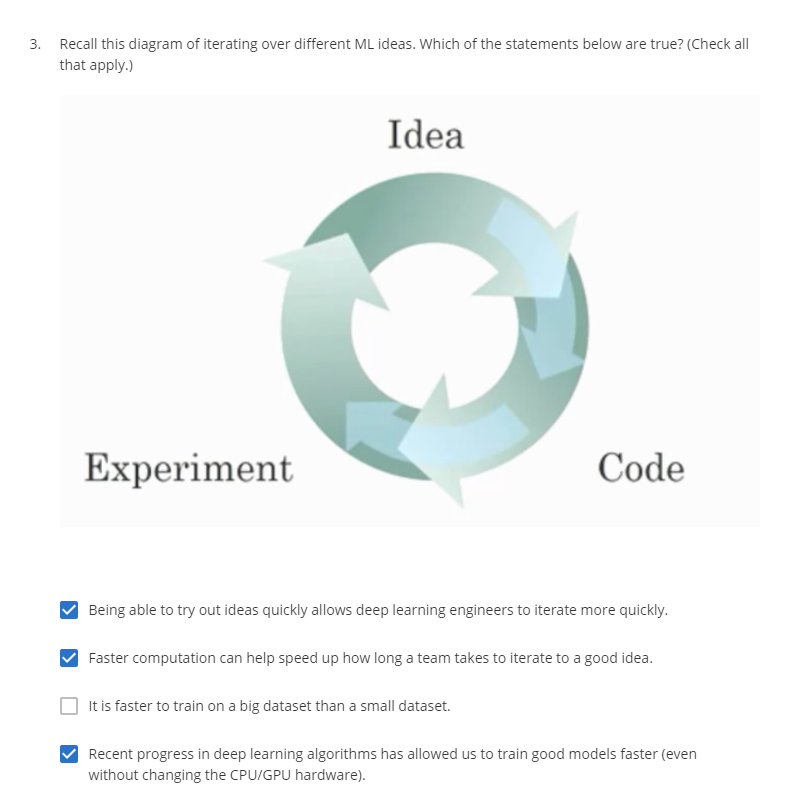 3. Recall this diagram of iterating over different ML ideas. Which of the statements below are true? (Check all
that apply.)
Idea
Experiment
Code
Being able to try out ideas quickly allows deep learning engineers to iterate more quickly.
Faster computation can help speed up how long a team takes to iterate to a good idea.
It is faster to train on a big dataset than a small dataset.
Recent progress in deep learning algorithms has allowed us to train good models faster (even
without changing the CPU/GPU hardware).